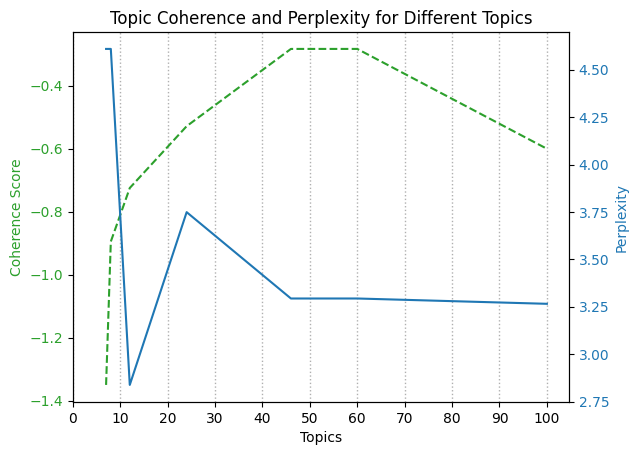 Topic Coherence and Perplexity for Different Topics
Coherence Score
−0.4
−0.6
−0.8
−1.0
−1.2
−1.4
4.50
4.25
4.00
3.75
3.50
3.25
3.00
2.75
Perplexity
0 10 20 30 40 50 60 70 80 90 100
Topics